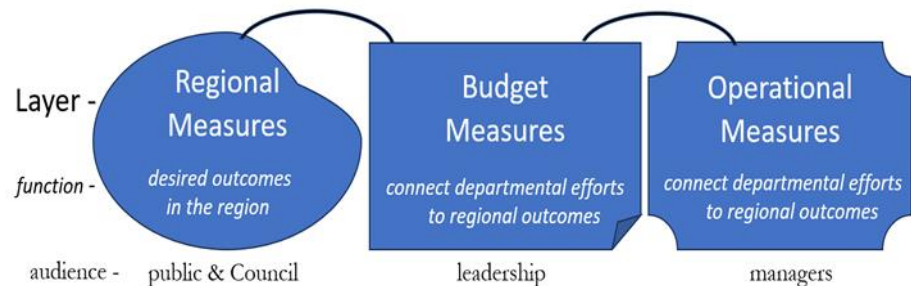 Layer -
Regional
Measures
Budget
Measures
Operational
Measures
function -
desired outcomes
in the region
connect departmental efforts
to regional outcomes
connect departmental efforts
to regional outcomes
audience -
public & Council
leadership
managers